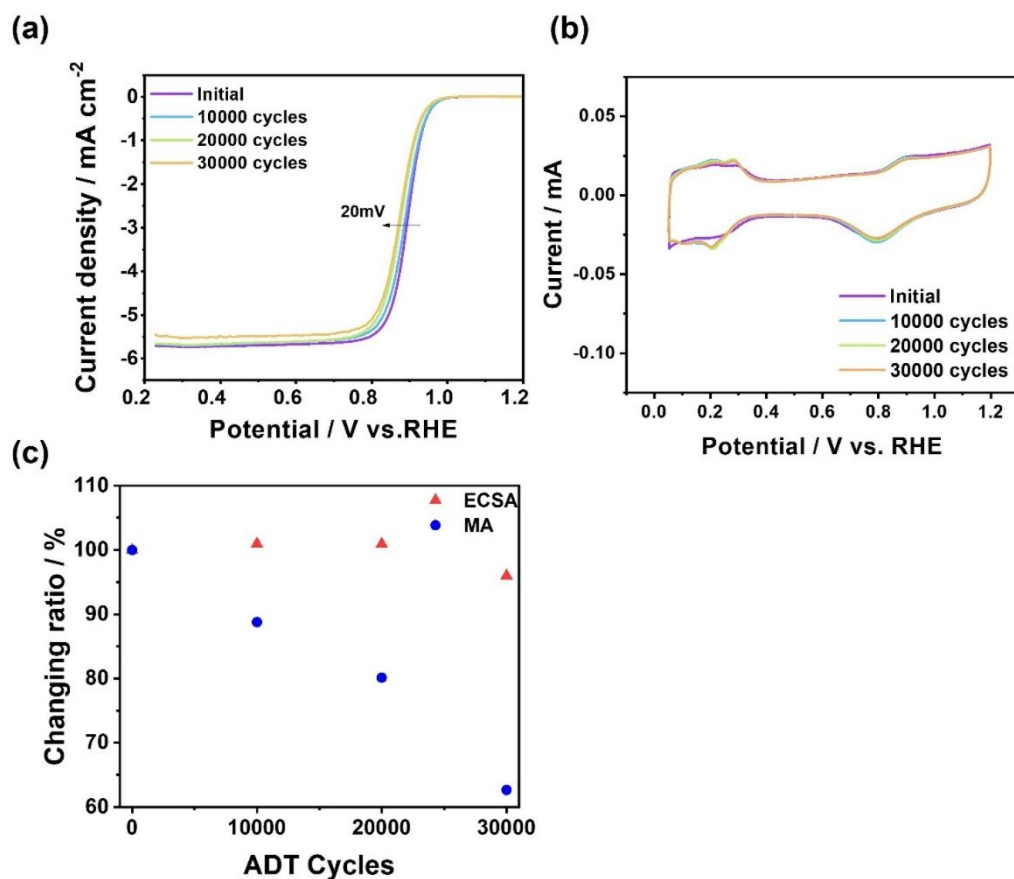 (a)
Current density / mA cm⁻²
0
-1
-2
-3
-4
-5
-6
Initial
10000 cycles
20000 cycles
30000 cycles
20mV
0.2 0.4 0.6 0.8 1.0 1.2
Potential / V vs.RHE
(b)
Current / mA
0.05
0.00
-0.05
-0.10
Initial
10000 cycles
20000 cycles
30000 cycles
0.0 0.2 0.4 0.6 0.8 1.0 1.2
Potential / V vs. RHE
(c)
Changing ratio / %
110
100
90
80
70
60
ECSA
MA
0 10000 20000 30000
ADT Cycles